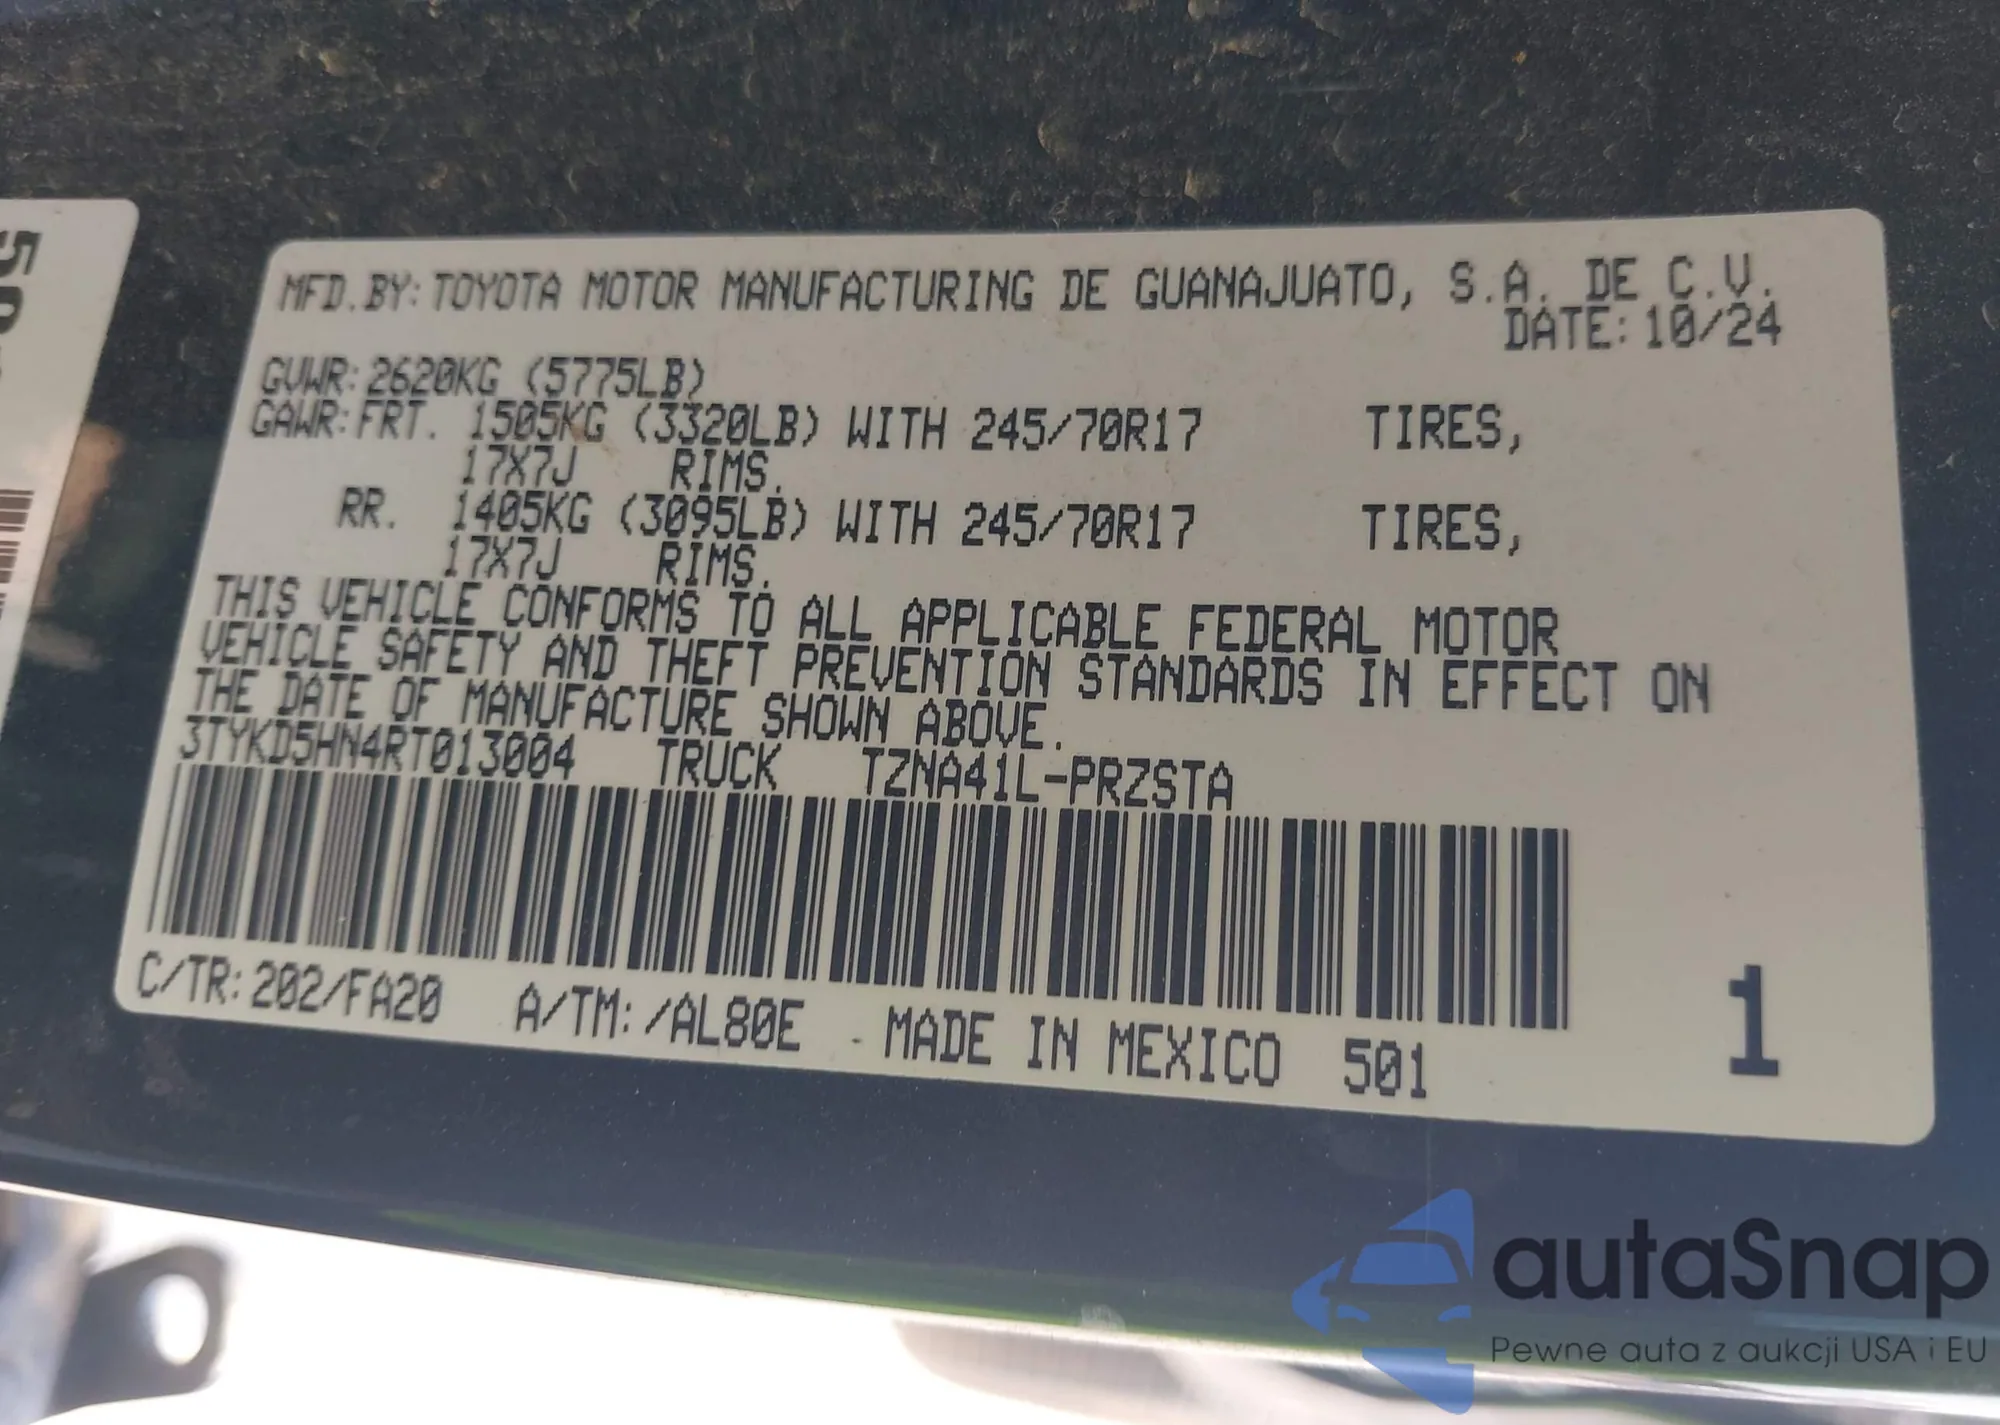 MFD.BY: TOYOTA MOTOR MANUFACTURING DE GUANAJUATO, S.A. DE C.V.
DATE: 10/24
GVWR: 2620KG (5775LB)
GAWR: FRT. 1505KG (3320LB) WITH 245/70R17 TIRES,
17X7J RIMS.
RR. 1405KG (3095LB) WITH 245/70R17 TIRES,
17X7J RIMS.
THIS VEHICLE CONFORMS TO ALL APPLICABLE FEDERAL MOTOR
VEHICLE SAFETY AND THEFT PREVENTION STANDARDS IN EFFECT ON
THE DATE OF MANUFACTURE SHOWN ABOVE.
3TYKD5HN4RT013004 TRUCK TZNA41L-PRZSTA
C/TR: 202/FA20 A/TM: /AL80E MADE IN MEXICO 501 1
autaSnap
Pewne auta z aukcji USA i EU